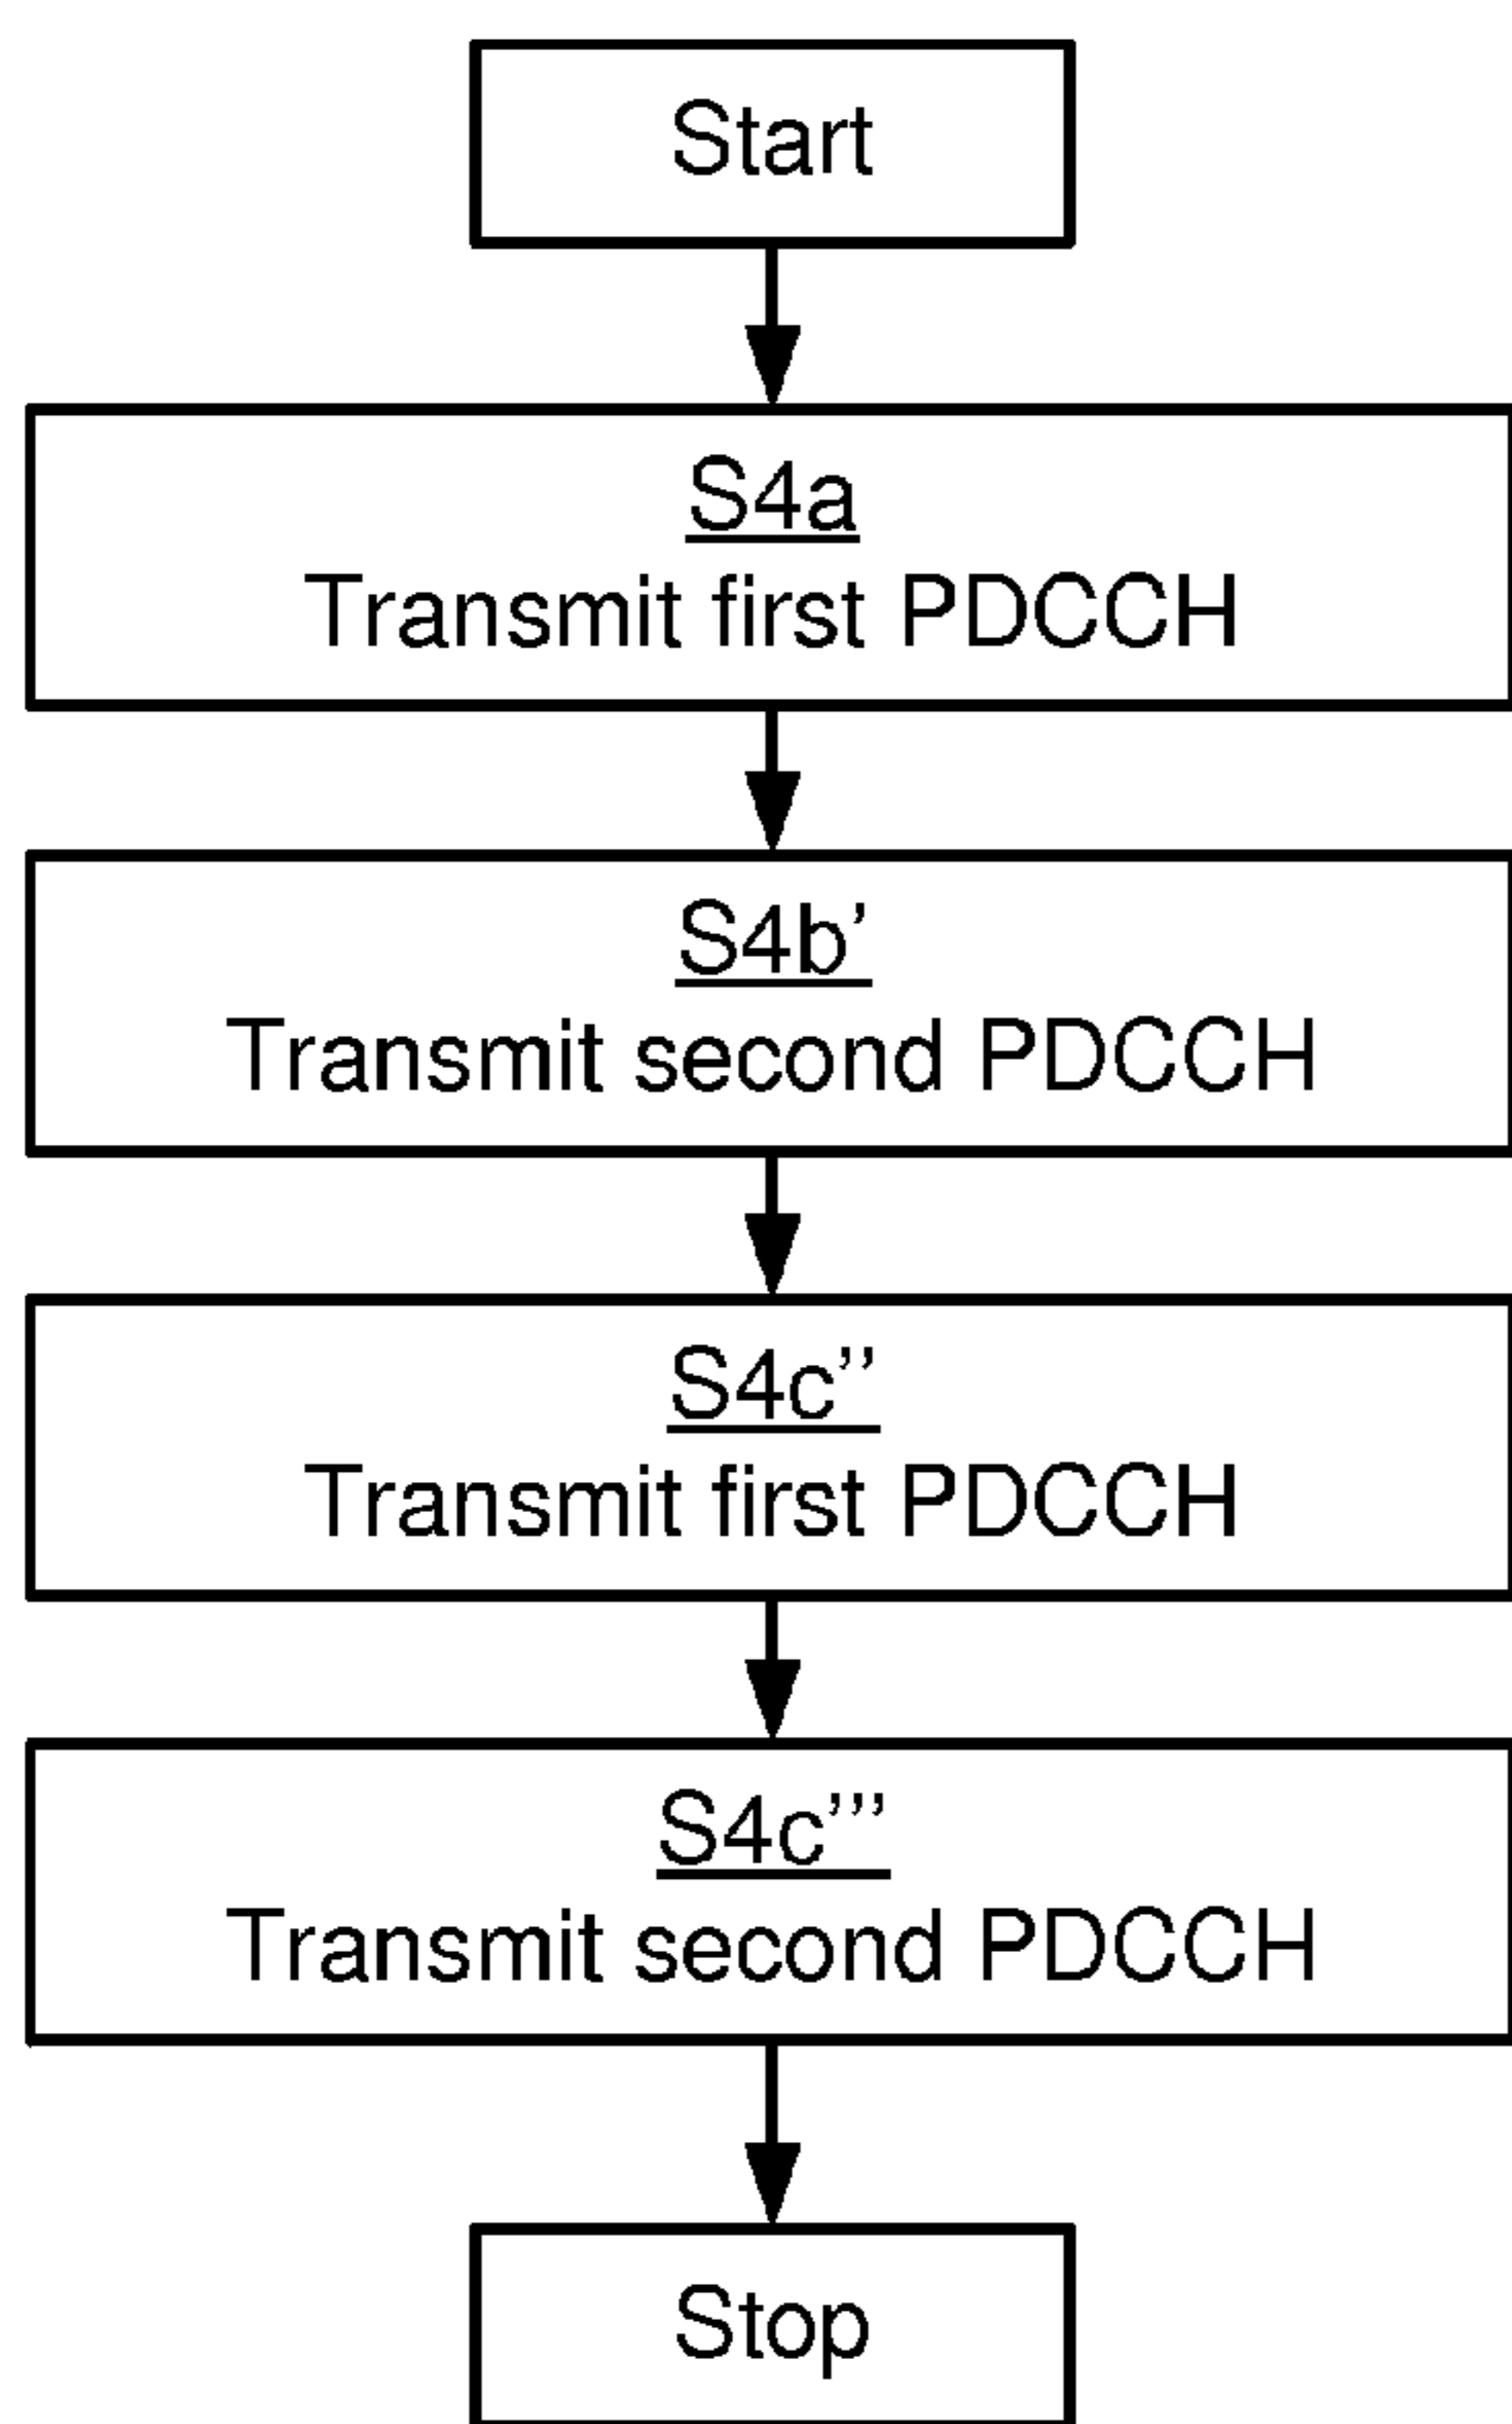 Start
S4a
Transmit first PDCCH
S4b’
Transmit second PDCCH
S4c’’
Transmit first PDCCH
S4c’’’
Transmit second PDCCH
Stop